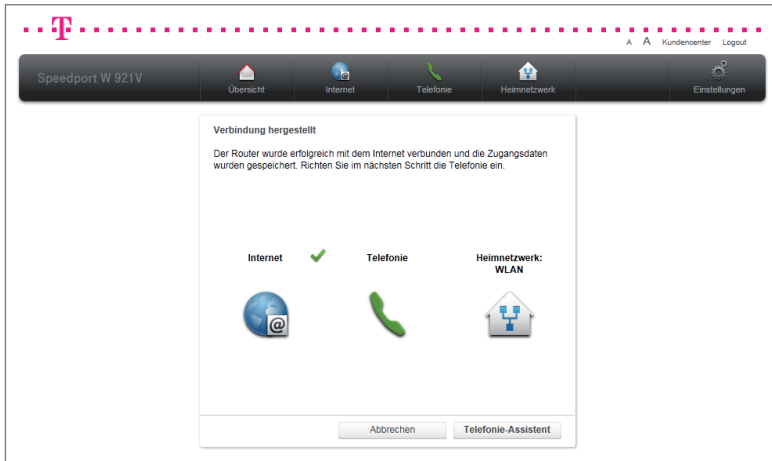 T
A A Kundencenter Logout
Speedport W 921V
Übersicht Internet Telefonie Heimnetzwerk Einstellungen
Verbindung hergestellt
Der Router wurde erfolgreich mit dem Internet verbunden und die Zugangsdaten
wurden gespeichert. Richten Sie im nächsten Schritt die Telefonie ein.
Internet Telefonie Heimnetzwerk:
WLAN
@
Abbrechen Telefonie-Assistent